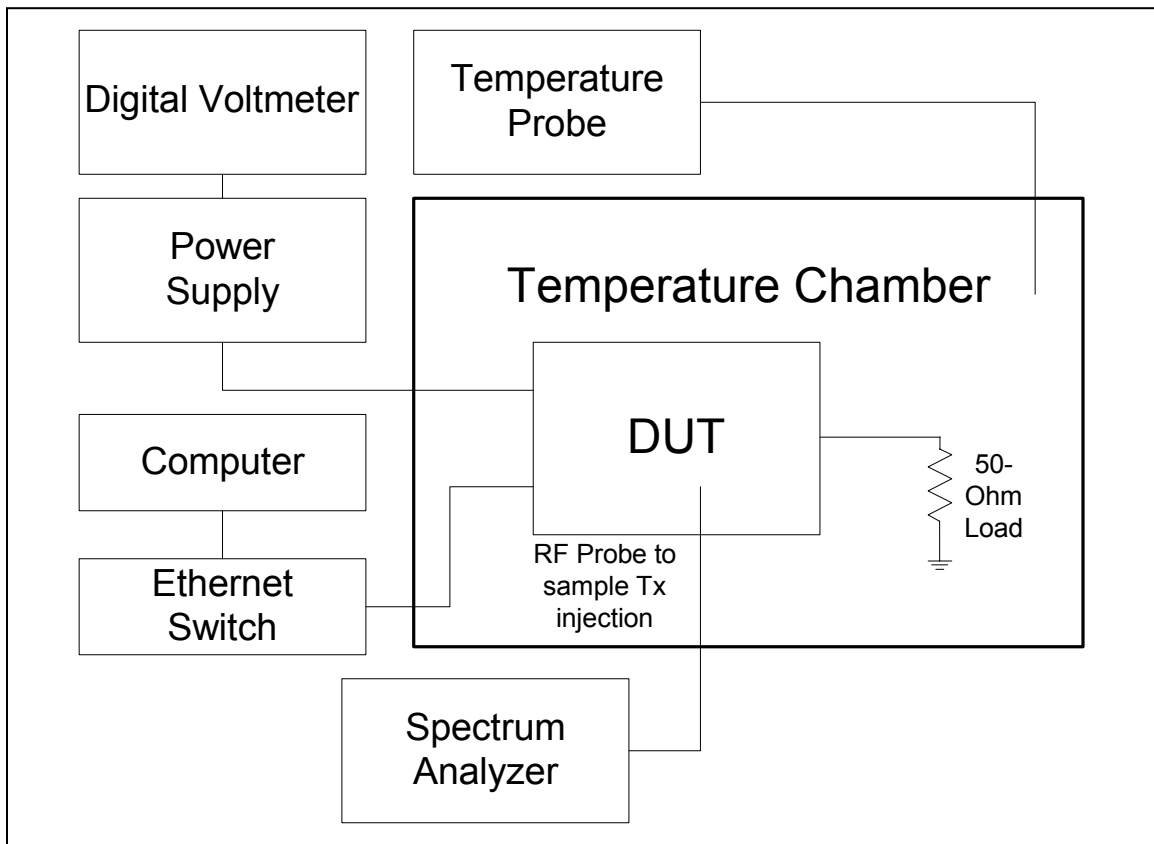 Digital Voltmeter
Temperature
Probe
Power
Supply
Temperature Chamber
Computer
DUT
50-
Ohm
Load
Ethernet
Switch
RF Probe to
sample Tx
injection
Spectrum
Analyzer